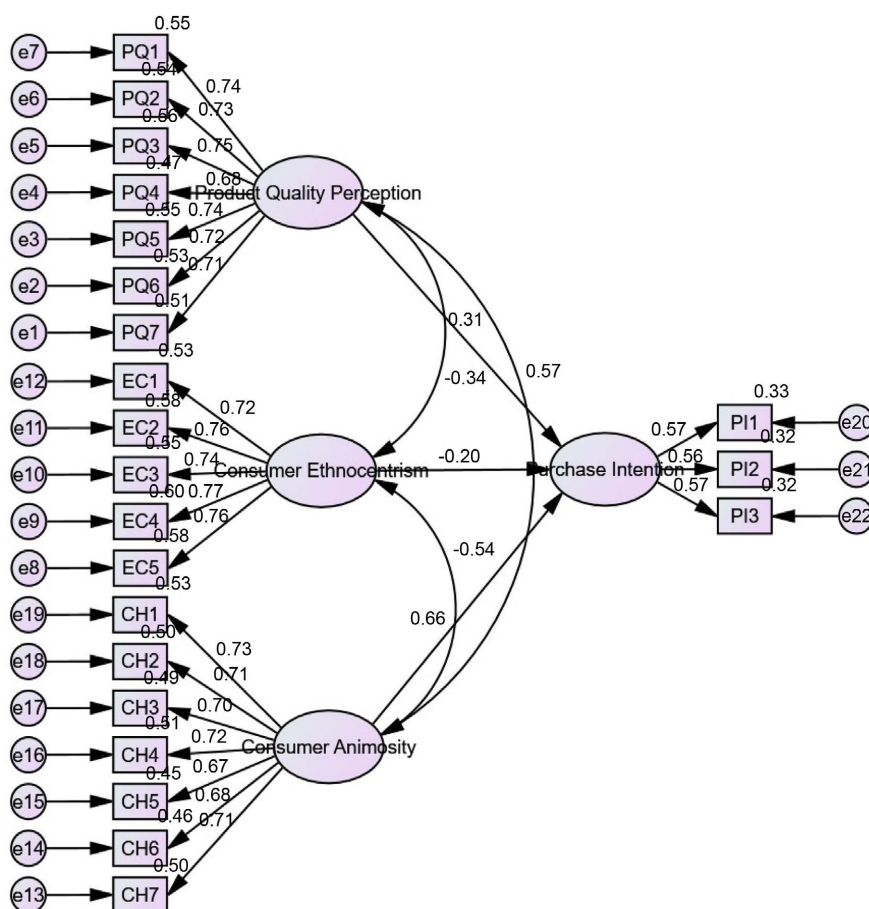 0.55
e7 PQ1
0.54
0.74
e6 PQ2
0.73
0.56
e5 PQ3
0.75
0.47
0.68
e4 PQ4
Product Quality Perception
0.55
0.74
e3 PQ5
0.72
0.53
0.71
e2 PQ6
0.51
e1 PQ7
0.31
0.53
0.57
-0.34
e12 EC1
0.33
0.58
0.72
e11 EC2
0.76
0.57
PI1 e20
0.55
0.32
0.74
-0.20
0.56
e10 EC3
Consumer Ethnocentrism
Purchase Intention
PI2 e21
0.60
0.77
0.57
0.32
e9 EC4
0.76
PI3 e22
0.58
-0.54
e8 EC5
0.53
e19 CH1
0.66
0.50
0.73
e18 CH2
0.71
0.49
e17 CH3
0.70
0.51
0.72
e16 CH4
Consumer Animosity
0.45
0.67
e15 CH5
0.68
0.46
0.71
e14 CH6
0.50
e13 CH7